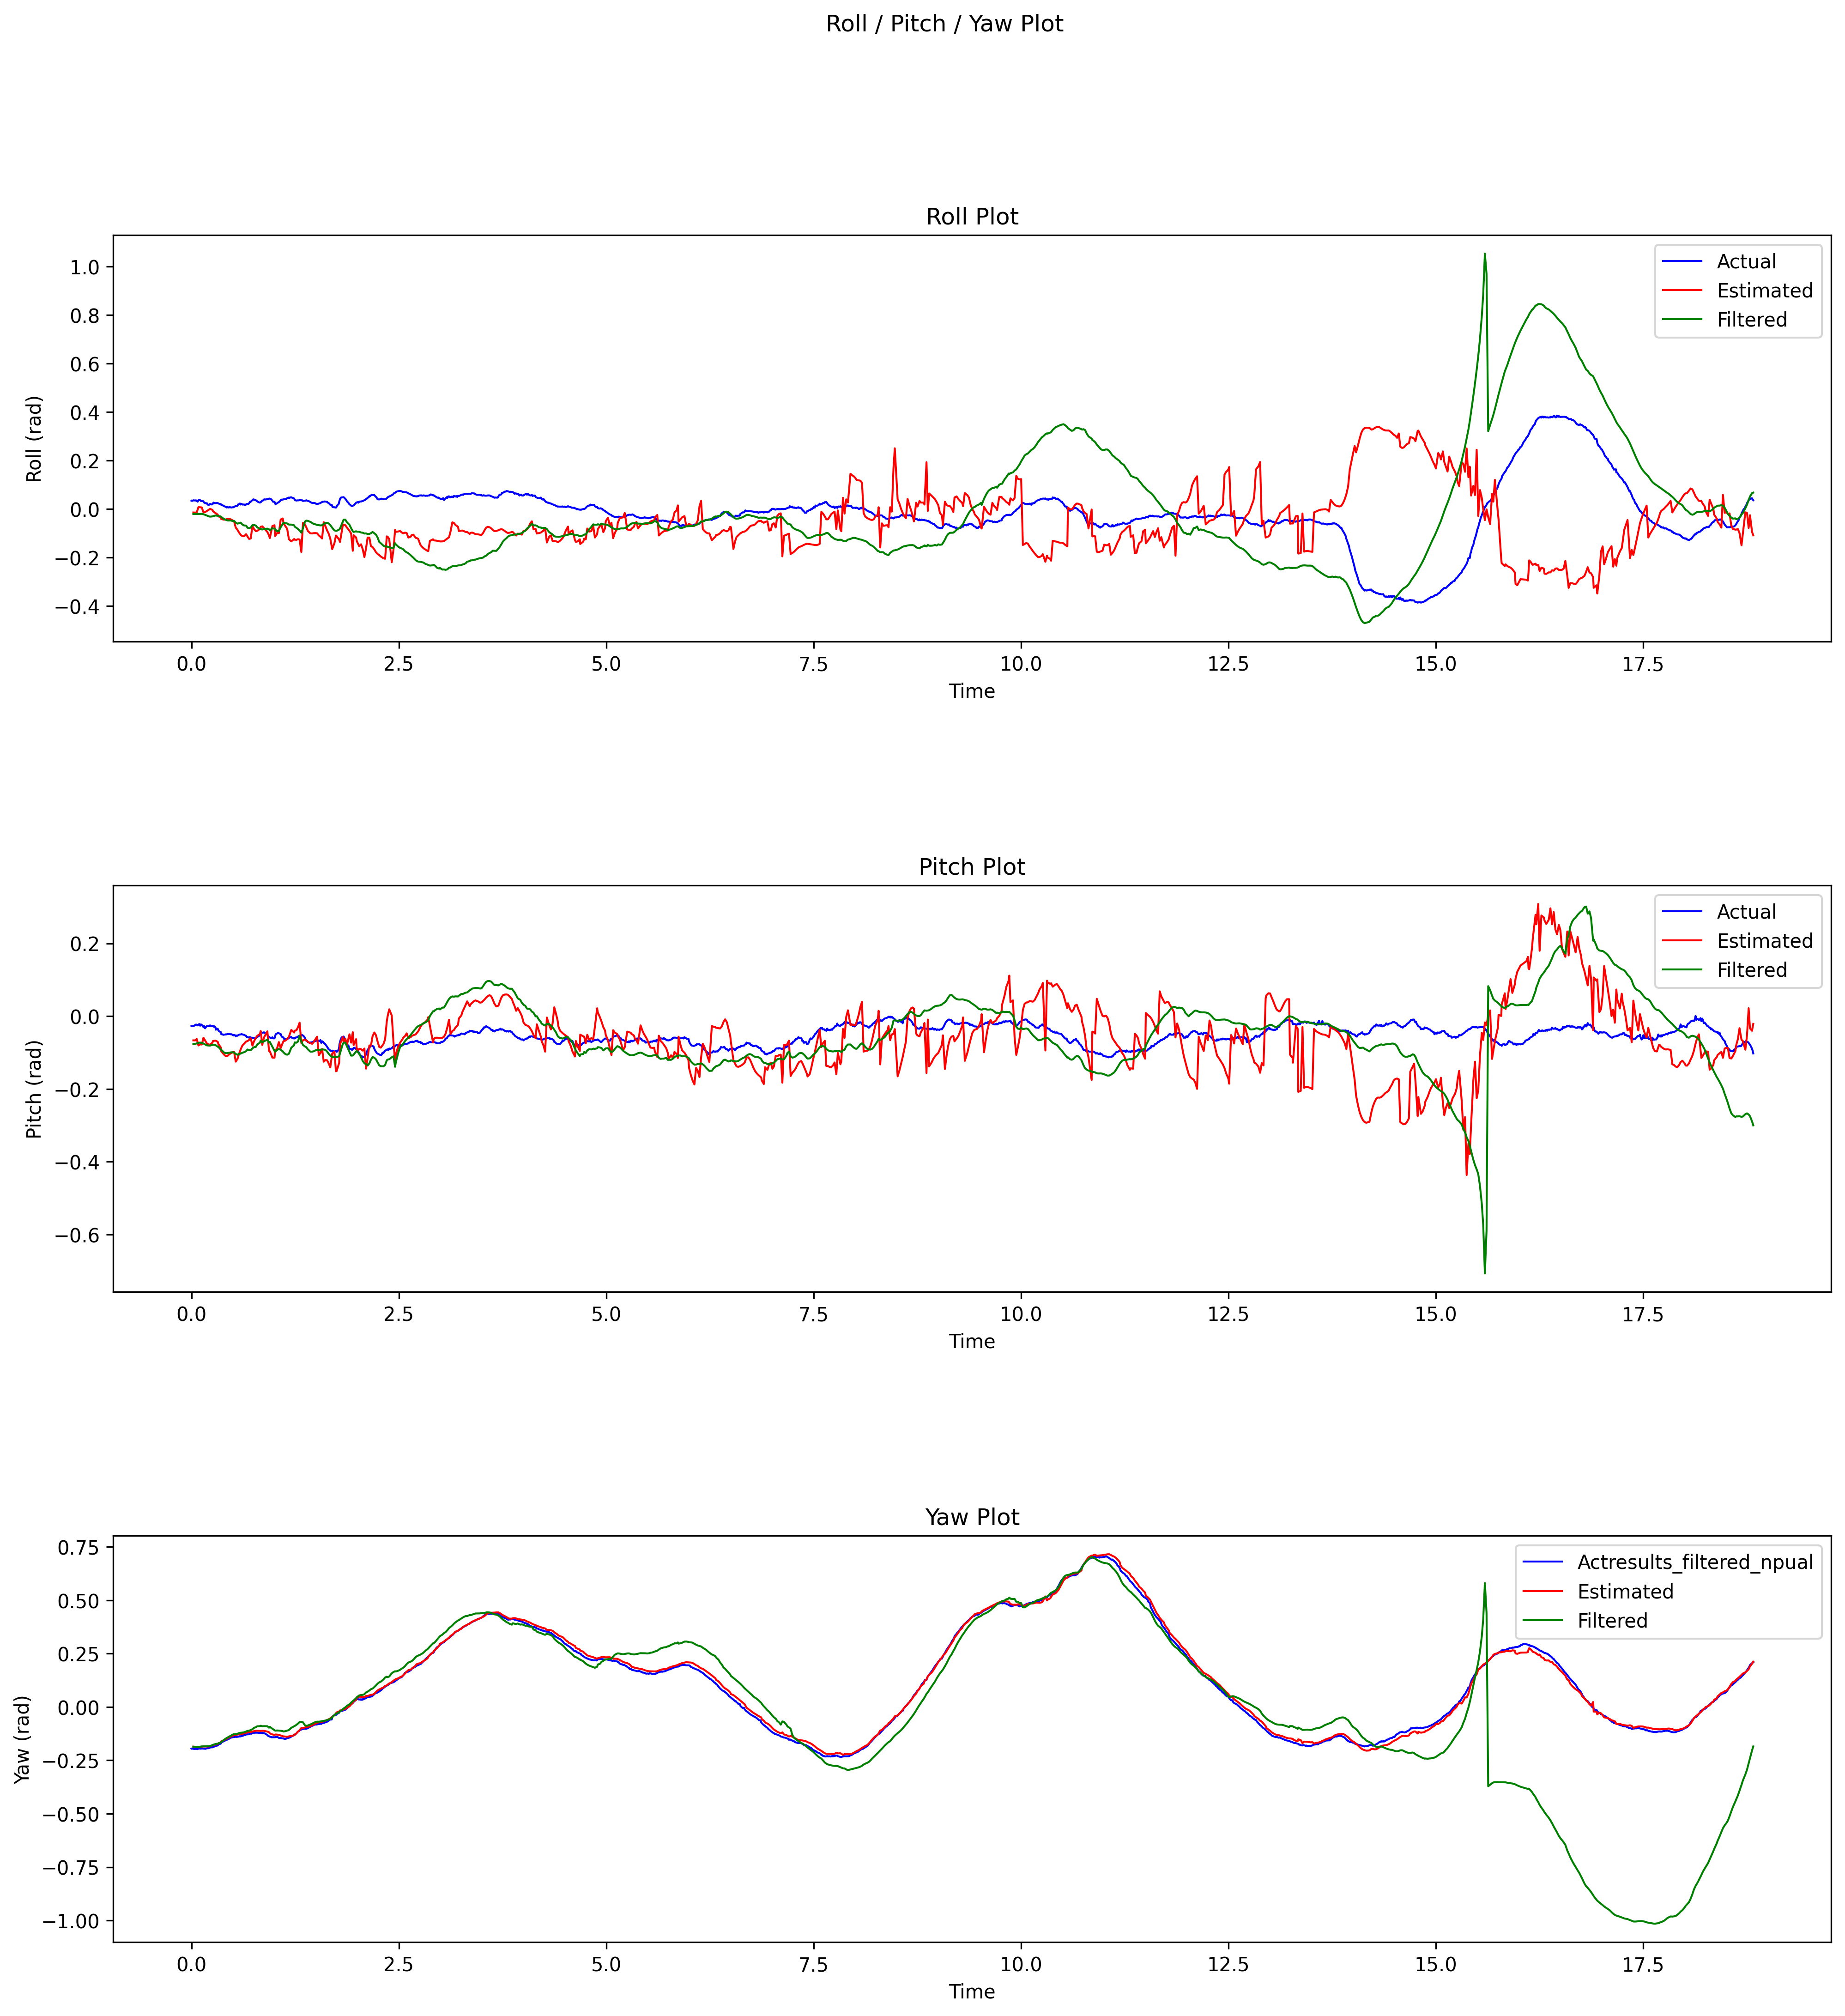 Roll / Pitch / Yaw Plot
Roll Plot
Roll (rad)
1.0
0.8
0.6
0.4
0.2
0.0
−0.2
−0.4
Actual
Estimated
Filtered
0.0 2.5 5.0 7.5 10.0 12.5 15.0 17.5
Time
Pitch Plot
Pitch (rad)
0.2
0.0
−0.2
−0.4
−0.6
Actual
Estimated
Filtered
0.0 2.5 5.0 7.5 10.0 12.5 15.0 17.5
Time
Yaw Plot
Yaw (rad)
0.75
0.50
0.25
0.00
−0.25
−0.50
−0.75
−1.00
Actresults_filtered_npual
Estimated
Filtered
0.0 2.5 5.0 7.5 10.0 12.5 15.0 17.5
Time